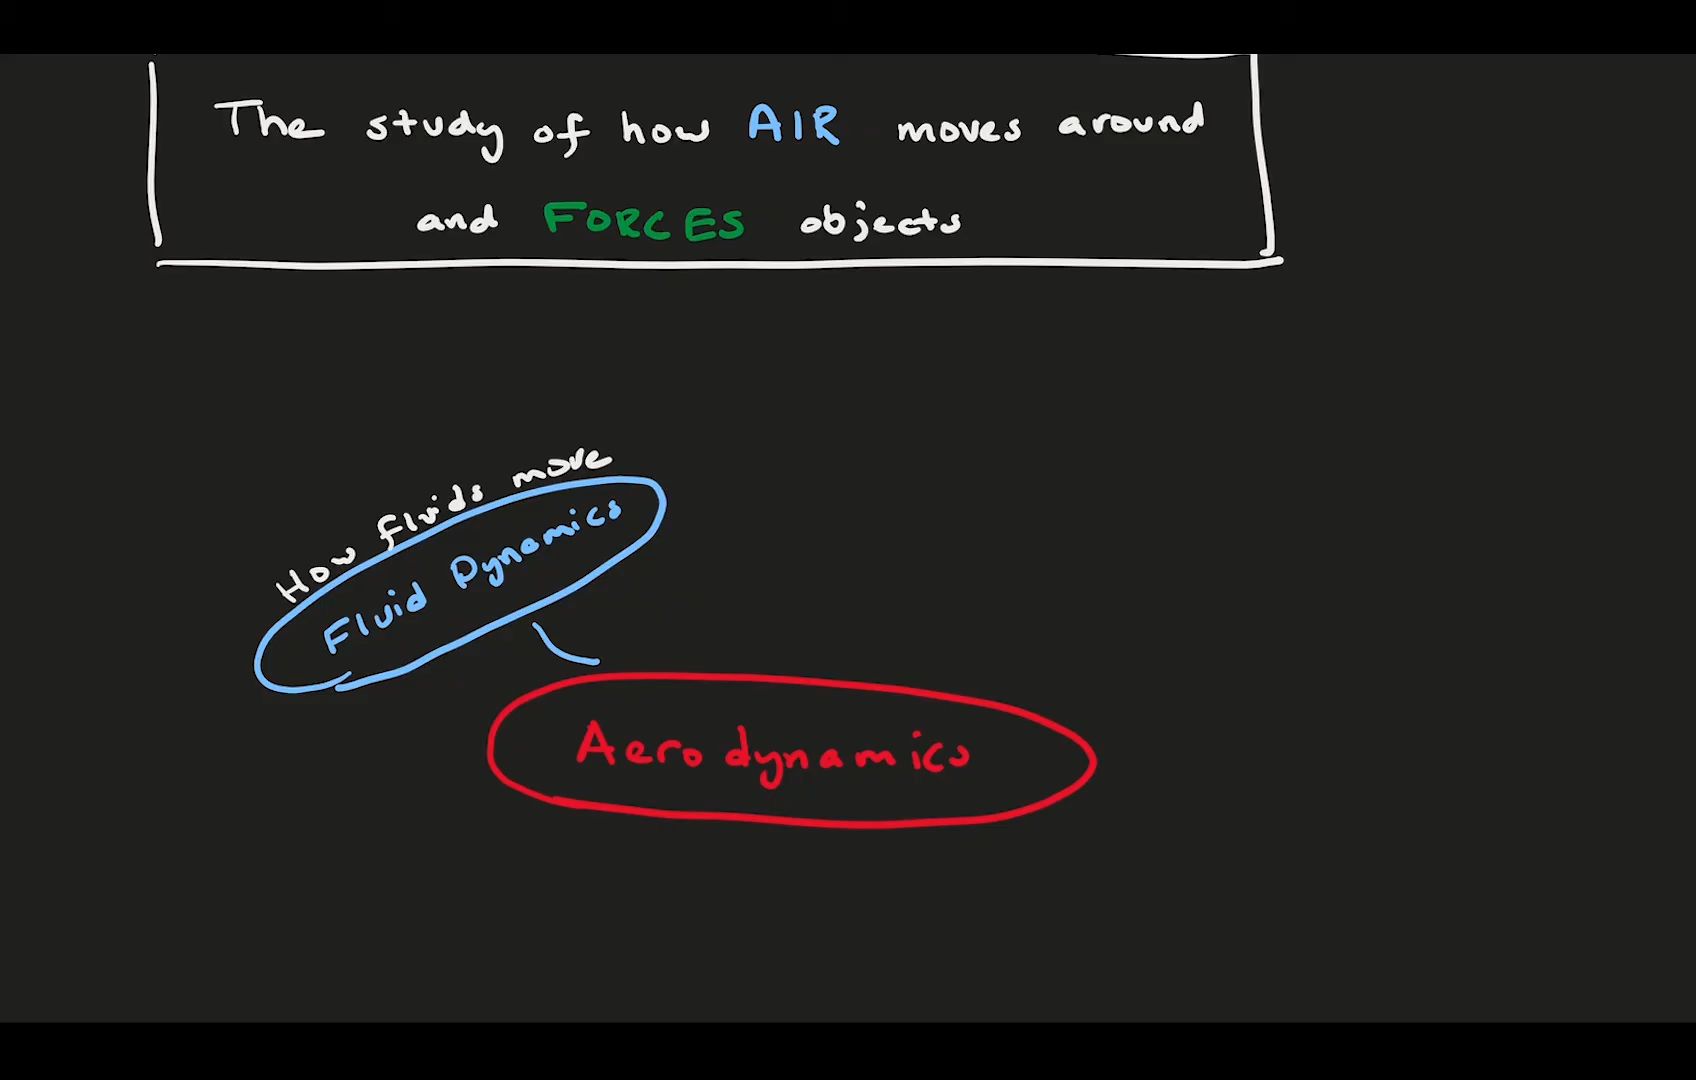 The study of how AIR moves around
and FORCES objects
How fluids move
Fluid Dynamics
Aerodynamics